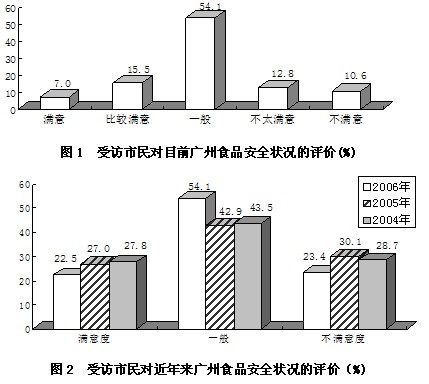 60
50
40
30
20
10
0
7.0
15.5
54.1
12.8
10.6
满意
比较满意
一般
不太满意
不满意
图 1 受访市民对目前广州食品安全状况的评价(%)
60
50
40
30
20
10
0
22.5
27.0
27.8
54.1
42.9
43.5
23.4
30.1
28.7
2006年
2005年
2004年
满意度
一般
不满意度
图 2 受访市民对近年来广州食品安全状况的评价（%）